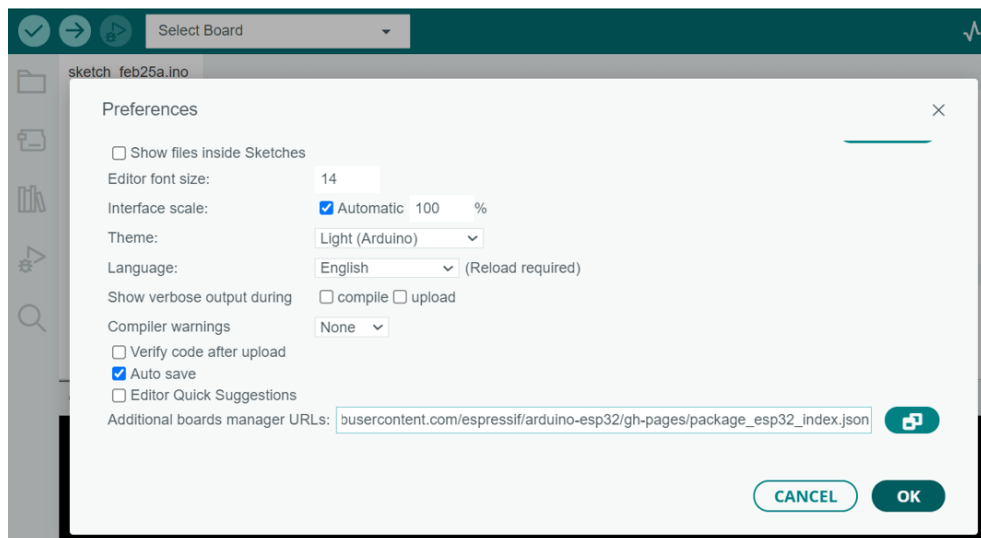 Select Board
sketch_feb25a.ino
Preferences
Show files inside Sketches
Editor font size: 14
Interface scale: Automatic 100 %
Theme: Light (Arduino)
Language: English (Reload required)
Show verbose output during compile upload
Compiler warnings None
Verify code after upload
Auto save
Editor Quick Suggestions
Additional boards manager URLs: busercontent.com/espressif/arduino-esp32/gh-pages/package_esp32_index.json
CANCEL OK